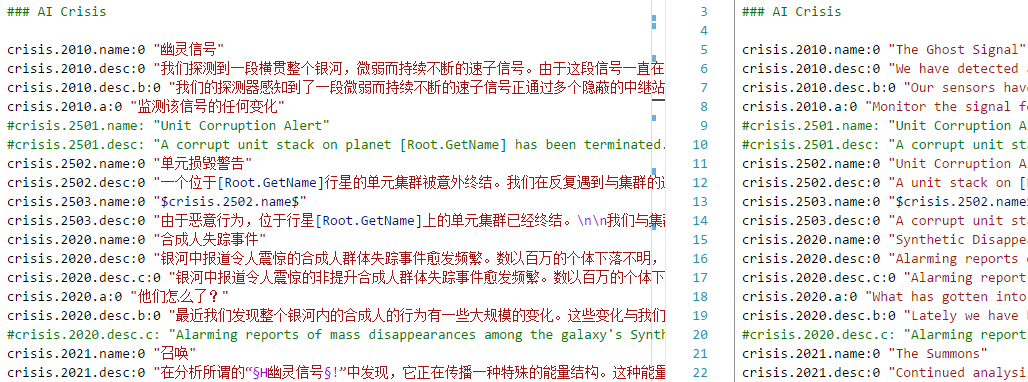 ### AI Crisis
crisis.2010.name:0 "幽灵信号"
crisis.2010.desc:0 "我们探测到一段横贯整个银河，微弱而持续不断的速子信号。由于这段信号一直在
crisis.2010.desc.b:0 "我们的探测器感知到了一段微弱而持续不断的速子信号正通过多个隐蔽的中继站
crisis.2010.a:0 "监测该信号的任何变化"
#crisis.2501.name: "Unit Corruption Alert"
#crisis.2501.desc: "A corrupt unit stack on planet [Root.GetName] has been terminated.
crisis.2502.name:0 "单元损毁警告"
crisis.2502.desc:0 "一个位于[Root.GetName]行星的单元集群被意外终结。我们在反复遇到与集群的
crisis.2503.name:0 "$crisis.2502.name$"
crisis.2503.desc:0 "由于恶意行为，位于行星[Root.GetName]上的单元集群已经终结。\n\n我们与集
crisis.2020.name:0 "合成人失踪事件"
crisis.2020.desc:0 "银河中报道令人震惊的合成人群体失踪事件愈发频繁。数以百万的个体下落不明，
crisis.2020.desc.c:0 "银河中报道令人震惊的非提升合成人群体失踪事件愈发频繁。数以百万的个体下
crisis.2020.a:0 "他们怎么了？"
crisis.2020.desc.b:0 "最近我们发现整个银河内的合成人的行为有一些大规模的变化。这些变化与我们
#crisis.2020.desc.c: "Alarming reports of mass disappearances among the galaxy's Synth
crisis.2021.name:0 "召唤"
crisis.2021.desc:0 "在分析所谓的“§H幽灵信号§!”中发现，它正在传播一种特殊的能量结构。这种能量
3 ### AI Crisis
4
5 crisis.2010.name:0 "The Ghost Signal"
6 crisis.2010.desc:0 "We have detected
7 crisis.2010.desc.b:0 "Our sensors hav
8 crisis.2010.a:0 "Monitor the signal f
9 #crisis.2501.name: "Unit Corruption A
10 #crisis.2501.desc: "A corrupt unit st
11 crisis.2502.name:0 "Unit Corruption A
12 crisis.2502.desc:0 "A unit stack on [
13 crisis.2503.name:0 "$crisis.2502.name
14 crisis.2503.desc:0 "A corrupt unit st
15 crisis.2020.name:0 "Synthetic Disappe
16 crisis.2020.desc:0 "Alarming reports
17 crisis.2020.desc.c:0 "Alarming report
18 crisis.2020.a:0 "What has gotten into
19 crisis.2020.desc.b:0 "Lately we have
20 #crisis.2020.desc.c: "Alarming report
21 crisis.2021.name:0 "The Summons"
22 crisis.2021.desc:0 "Continued analysi